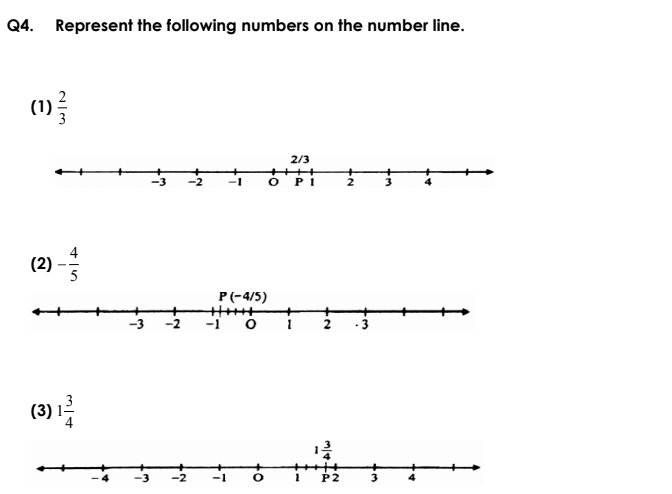 Q4. Represent the following numbers on the number line.
(1) 2/3
2/3
-3 -2 -1 O P 1 2 3 4
(2) -4/5
P (-4/5)
-3 -2 -1 O 1 2 . 3
(3) 1 3/4
1 3/4
-4 -3 -2 -1 O 1 P 2 3 4